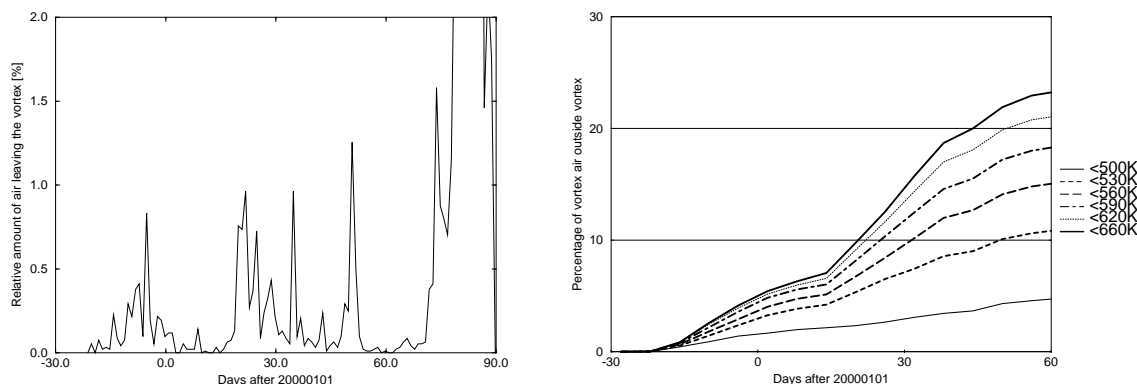 Relative amount of air leaving the vortex [%]
2.0
1.5
1.0
0.5
0.0
-30.0 0.0 30.0 60.0 90.0
Days after 20000101
Percentage of vortex air outside vortex
30
20
10
0
-30 0 30 60
Days after 20000101
<500K
<530K
<560K
<590K
<620K
<660K